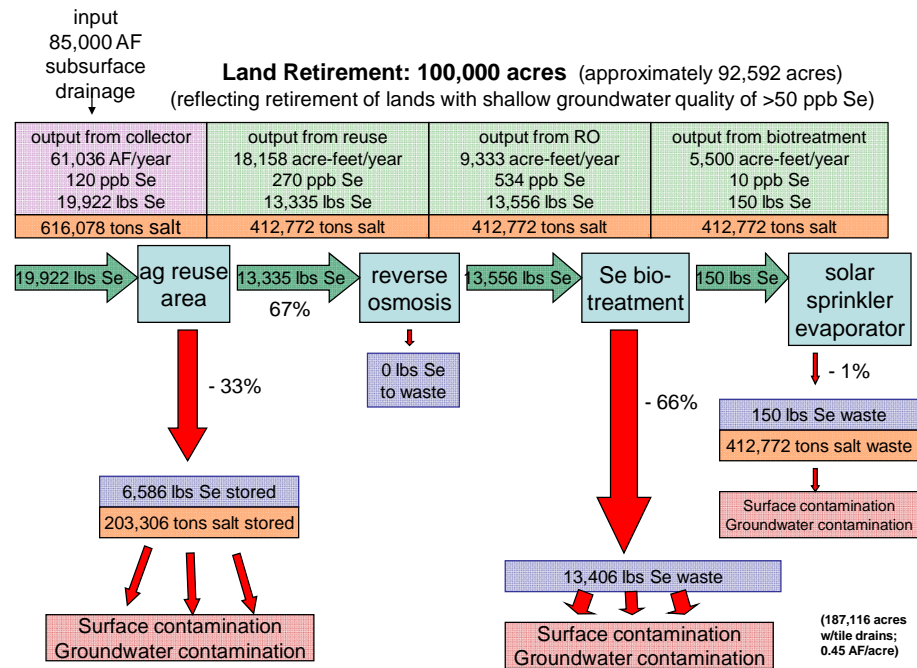 input
85,000 AF
subsurface
drainage
Land Retirement: 100,000 acres (approximately 92,592 acres)
(reflecting retirement of lands with shallow groundwater quality of >50 ppb Se)
output from collector
61,036 AF/year
120 ppb Se
19,922 lbs Se
616,078 tons salt
output from reuse
18,158 acre-feet/year
270 ppb Se
13,335 lbs Se
412,772 tons salt
output from RO
9,333 acre-feet/year
534 ppb Se
13,556 lbs Se
412,772 tons salt
output from biotreatment
5,500 acre-feet/year
10 ppb Se
150 lbs Se
412,772 tons salt
19,922 lbs Se
ag reuse
area
13,335 lbs Se
67%
reverse
osmosis
13,556 lbs Se
Se bio-
treatment
150 lbs Se
solar
sprinkler
evaporator
- 33%
0 lbs Se
to waste
- 66%
- 1%
150 lbs Se waste
412,772 tons salt waste
Surface contamination
Groundwater contamination
6,586 lbs Se stored
203,306 tons salt stored
Surface contamination
Groundwater contamination
13,406 lbs Se waste
Surface contamination
Groundwater contamination
(187,116 acres
w/tile drains;
0.45 AF/acre)